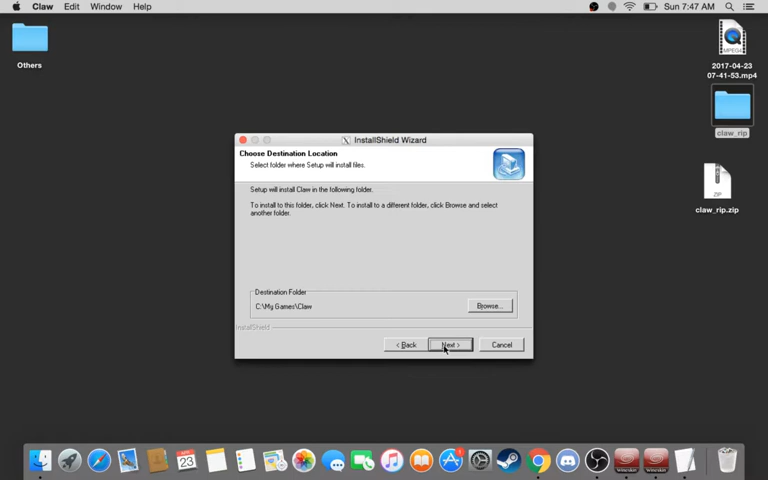 Claw Edit Window Help
Sun 7:47 AM
Others
MPEG4
2017-04-23
07-41-53.mp4
claw_rip
ZIP
claw_rip.zip
X InstallShield Wizard
Choose Destination Location
Select folder where Setup will install files.
Setup will install Claw in the following folder.
To install to this folder, click Next. To install to a different folder, click Browse and select
another folder.
Destination Folder
C:\My Games\Claw
Browse...
InstallShield
< Back
Next >
Cancel
23
1